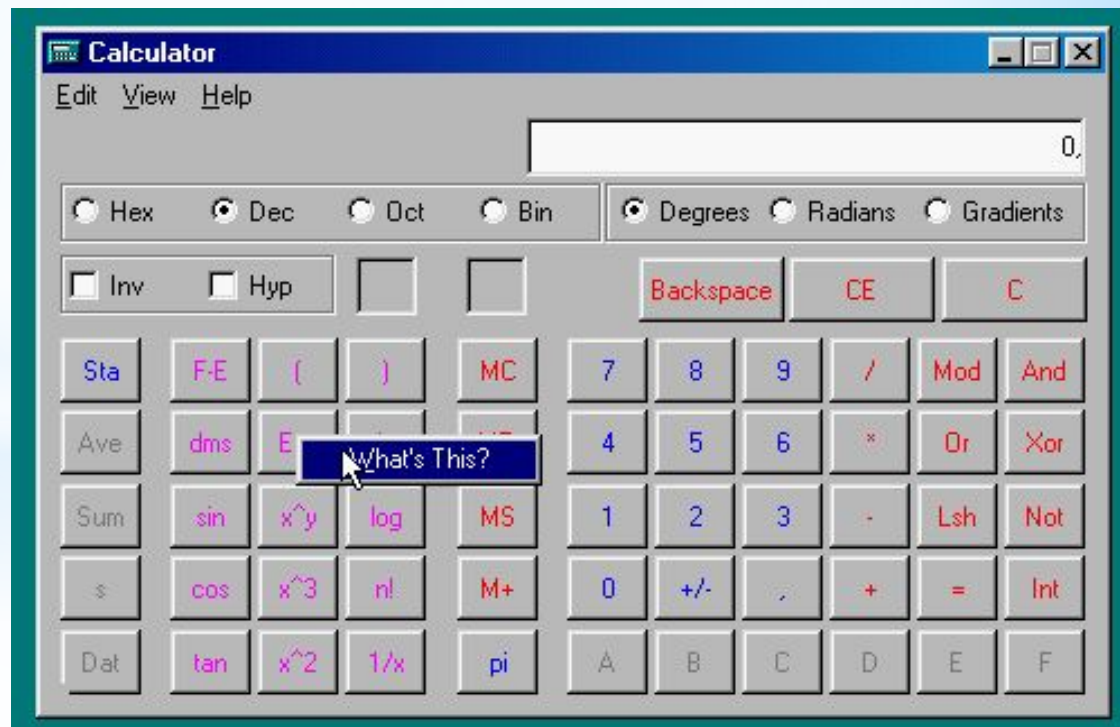 Calculator
Edit View Help
0,
Hex Dec Oct Bin Degrees Radians Gradients
Inv Hyp Backspace CE C
Sta F-E ( ) MC 7 8 9 / Mod And
Ave dms 4 5 6 * Or Xor
What's This?
Sum sin x^y log MS 1 2 3 - Lsh Not
s cos x^3 n! M+ 0 +/- , + = Int
Dat tan x^2 1/x pi A B C D E F